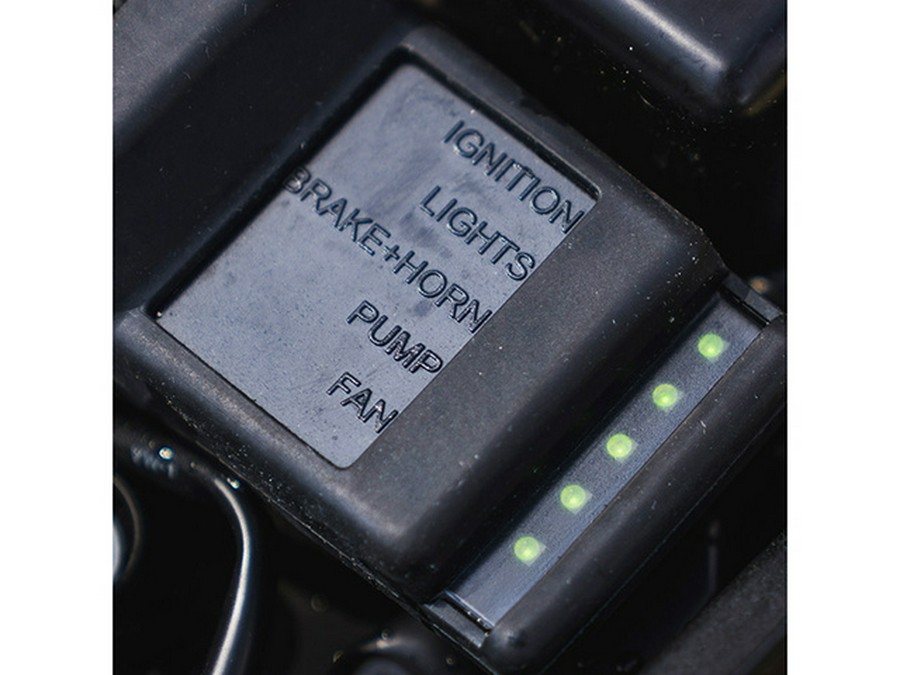 IGNITION
LIGHTS
BRAKE+HORN
PUMP
FAN